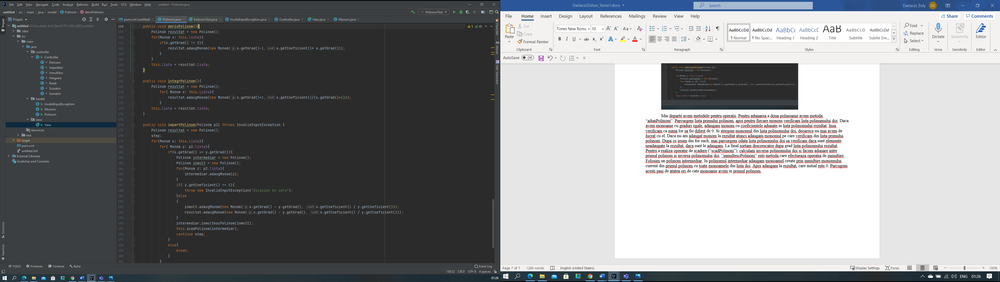 File Edit View Navigate Code Analyze Refactor Build Run Tools VCS Window Help untitled - Polinom.java
untitled src main java model Polinom derivPolinom PolinomTest
Project
pom.xml (untitled) Polinom.java PolinomTest.java InvalidInputException.java Controller.java View.java Monom.java
untitled D:\Facultate-An2\Sem2\TP LAB\LAB2\untitled
.idea
src
main
java
controller
Controller
Derivare
Impartitor
Inmultitor
Integrare
Reset
Scazator
Sumator
model
InvalidInputException
Monom
Polinom
view
View
resources
test
target
pom.xml
untitled.iml
External Libraries
Scratches and Consoles
Project
Structure
Favorites
5 45
158 public void derivPolinom(){
159 Polinom rezultat = new Polinom();
160 for(Monom x: this.lista){
161 if(x.getGrad() != 0){
162 rezultat.adaugMonom(new Monom( g: x.getGrad()-1, coef: x.getCoeficient()* x.getGrad()));
163 }
164 }
165 this.lista = rezultat.lista;
166 }
167
168 public void integrPolinom(){
169 Polinom rezultat = new Polinom();
170 for( Monom x: this.lista){
171 rezultat.adaugMonom(new Monom( g: x.getGrad()+1, coef: x.getCoeficient()/(x.getGrad()+1)));
172 }
173 this.lista = rezultat.lista;
174 }
175
176 public void impartPolinom(Polinom p2) throws InvalidInputException {
177 Polinom rezultat = new Polinom();
178 step:
179 for(Monom x: this.lista){
180 for( Monom y: p2.lista){
181 if(x.getGrad() >= y.getGrad()){
182 Polinom intermediar = new Polinom();
183 Polinom inmult = new Polinom();
184 for(Monom z: p2.lista){
185 intermediar.adaugMonom(z);
186 }
187 if( y.getCoeficient() == 0){
188 throw new InvalidInputException("Division by zero");
189 }else
190 {
191 inmult.adaugMonom(new Monom( g: x.getGrad() - y.getGrad(), coef: x.getCoeficient() / y.getCoeficient()));
192 rezultat.adaugMonom(new Monom( g: x.getGrad() - y.getGrad(), coef: x.getCoeficient() / y.getCoeficient()));
193 }
194 intermediar.inmultescPolinom(inmult);
195 this.scadPolinom(intermediar);
196 continue step;
197 }
198 else{
199 break;
200 }
201 }
PlantUML
Maven
UML Generator
TODO Problems Terminal Build Event Log
158:32 CRLF UTF-8 4 spaces
01:26
DarlacziZoltan_Tema1.docx Search Darlaczi Zoly DZ
File Home Insert Design Layout References Mailings Review View Help Share Comments
Paste Cut Copy Format Painter
Clipboard
Times New Roma 10
Font
Paragraph
AaBbCcDd AaBbCcDd AaBbCc AaBbCcE AaB AaBbCcD AaBbCcDd
¶ Normal ¶ No Spac... Heading 1 Heading 2 Title Subtitle Subtle Em...
Styles
Find Replace Select
Editing
Dictate
Voice
Sensitivity
Sensitivity
Editor
Editor
AutoSave Off
public void inmultescPolinom(Polinom p2){
Polinom rezultat = new Polinom();
for(Monom x: this.lista){
Polinom intermediar = new Polinom();
for( Monom y: p2.lista){
intermediar.adaugMonom(new Monom( g: x.getGrad()+y.getGrad(), coef: x.getCoeficient()*y.getCoeficient()));
}
rezultat.adunPolinom(intermediar);
}
this.lista = rezultat.lista;
}
Mai departe avem metodele pentru operatii. Pentru adunarea a doua polinoame avem metoda
“adunPolinom”. Parcurgem lista primului polinom, apoi pentru fiecare monom verificam lista polinumului doi. Daca
avem monoame cu graduri egale, adaugam monom cu coeficientele adunate in lista polinomului rezultat. Insa
verificam ca suma lor sa fie diferit de 0. Si stergem monomul din lista polinomului doi, deoarece nu mai avem de
lucrat cu el. Daca nu am adaugat monom la rezultat atunci adaugam monomul pe care verificam din lista primului
polinom. Dupa ce iesim din for each, mai parcurgem odata lista polinomului doi sa verificam daca sunt elemente
neadaugate la rezultat, daca sunt le adaugam. La final sortam descrescator dupa grad lista polinomului rezultat.
Pentru a realiza operatie de scadere (“scadPolinom”), calculam inversa polinomului doi si facem adunare intre
primul polinom si inversa polinomului doi. ”inmultescPolinom” este metoda care efectueaza operatia de inmultire.
Folosim un polinom intermediar. In polinomul intermediar adaugam monoamel create prin inmultire monomului
current din primul polinom cu toate monoamele din lista doi. Apoi adaugam la rezultat, care initial este 0. Parcugem
acesti pasi de atatea ori de cate monoame avem in primul polinom.
Page 7 of 7 1289 words English (United States) Display Settings Focus 100%
ENG 01:26